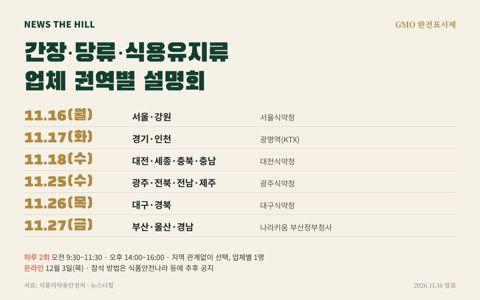 NEWS THE HILL
GMO 완전표시제
간장·당류·식용유지류
업체 권역별 설명회
11.16(월) 서울·강원 서울식약청
11.17(화) 경기·인천 광명역(KTX)
11.18(수) 대전·세종·충북·충남 대전식약청
11.25(수) 광주·전북·전남·제주 광주식약청
11.26(목) 대구·경북 대구식약청
11.27(금) 부산·울산·경남 나라키움 부산정부청사
하루 2회 오전 9:30~11:30 · 오후 14:00~16:00 · 지역 관계없이 선택, 업체별 1명
온라인 12월 3일(목) · 참석 방법은 식품안전나라 등에 추후 공지
자료: 식품의약품안전처 · 뉴스더힐
2026.11.16 발표